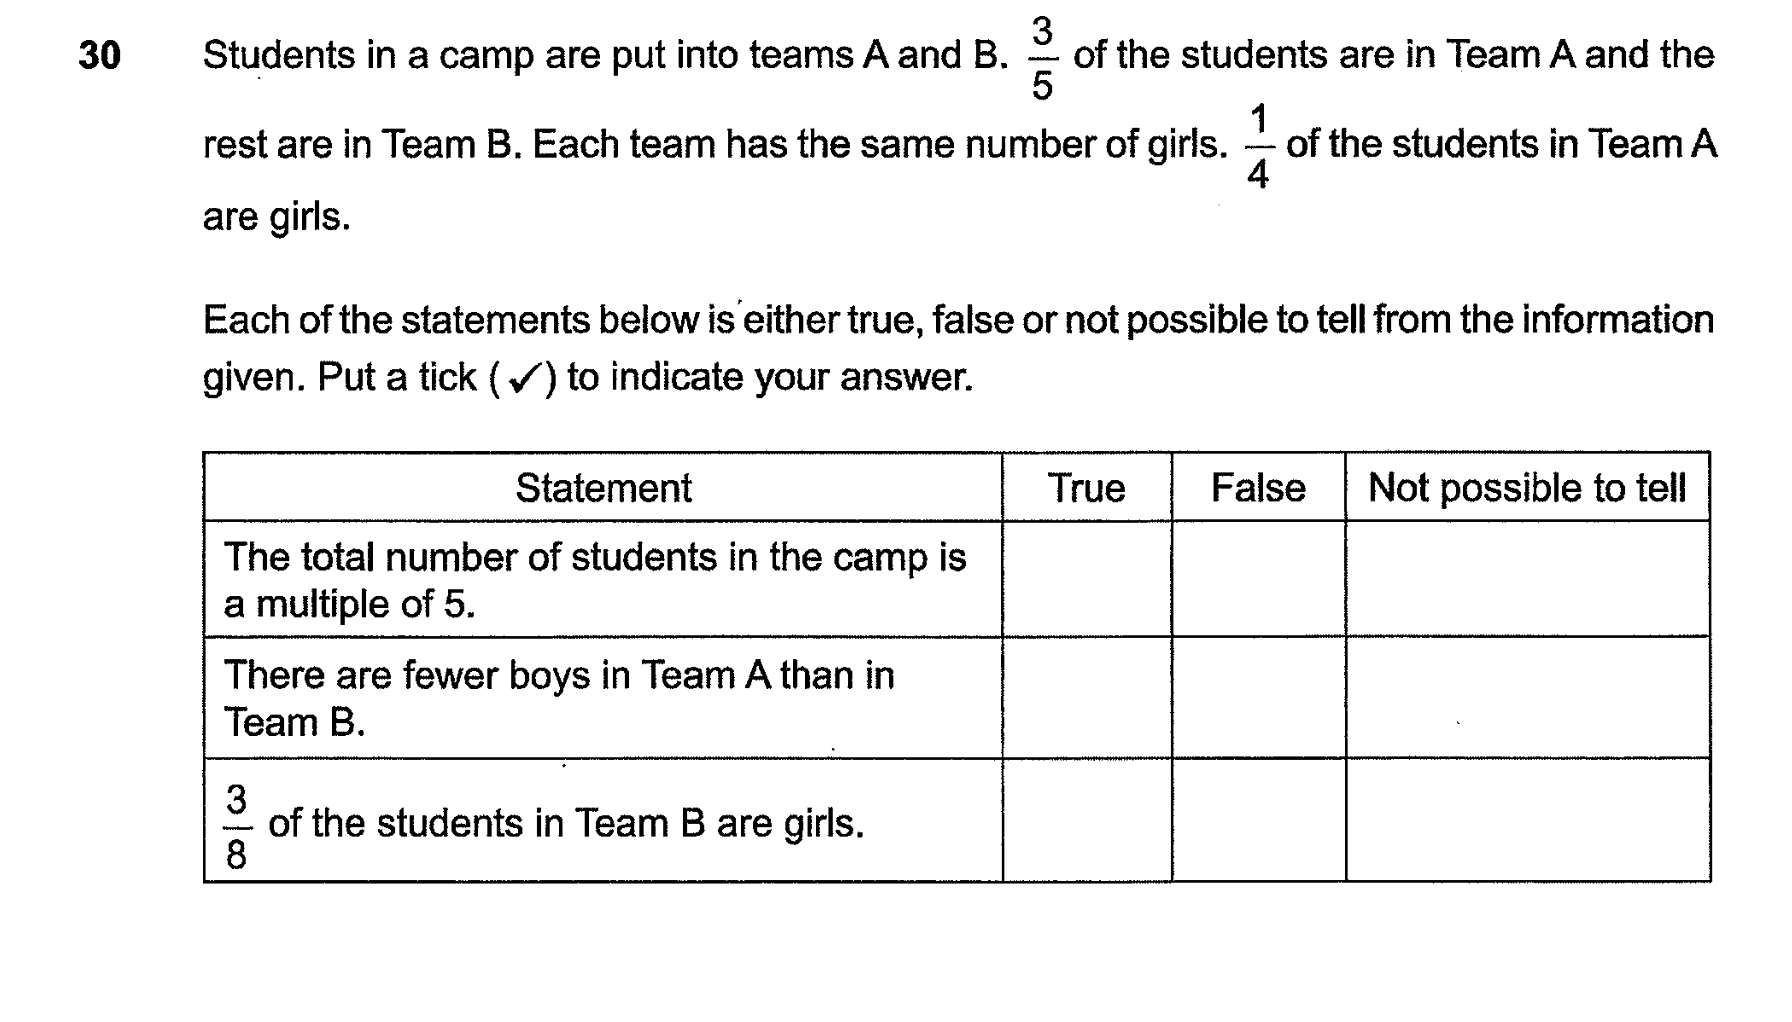 30 Students in a camp are put into teams A and B. 3/5 of the students are in Team A and the
rest are in Team B. Each team has the same number of girls. 1/4 of the students in Team A
are girls.
Each of the statements below is either true, false or not possible to tell from the information
given. Put a tick (✓) to indicate your answer.
Statement True False Not possible to tell
The total number of students in the camp is
a multiple of 5.
There are fewer boys in Team A than in
Team B.
3/8 of the students in Team B are girls.